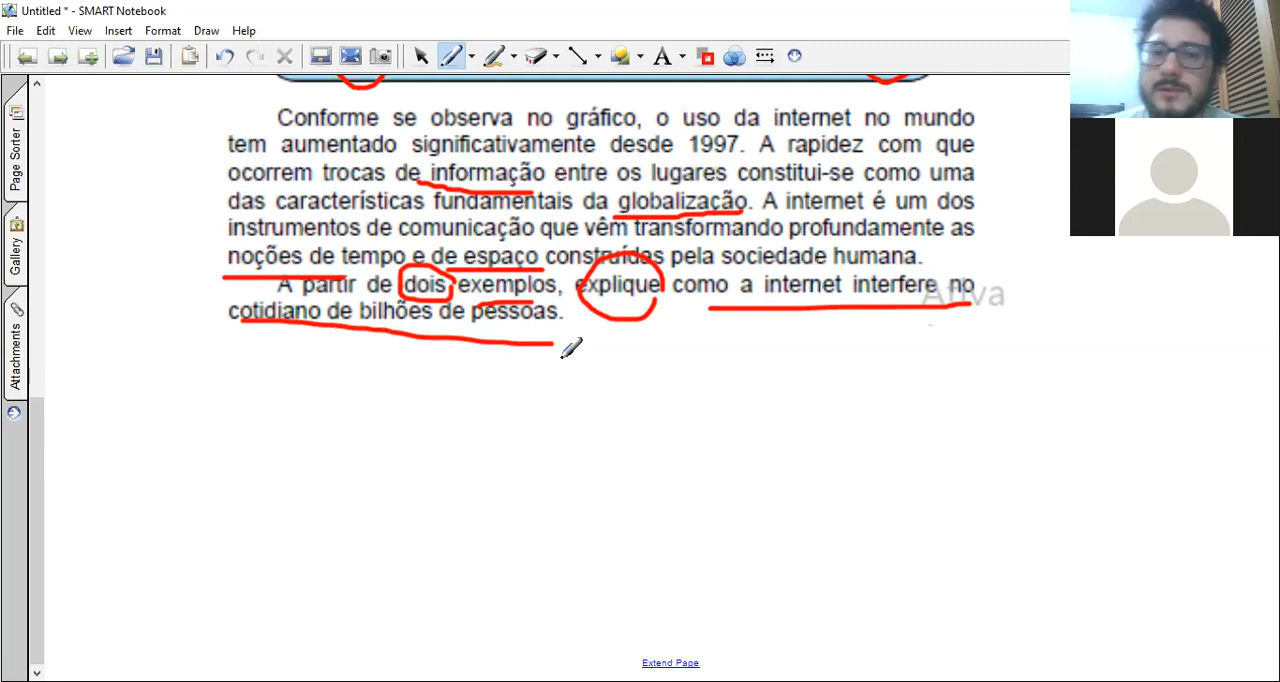 Untitled * - SMART Notebook
File Edit View Insert Format Draw Help
Page Sorter
Gallery
Attachments
Conforme se observa no gráfico, o uso da internet no mundo
tem aumentado significativamente desde 1997. A rapidez com que
ocorrem trocas de informação entre os lugares constitui-se como uma
das características fundamentais da globalização. A internet é um dos
instrumentos de comunicação que vêm transformando profundamente as
noções de tempo e de espaço construídas pela sociedade humana.
A partir de dois exemplos, explique como a internet interfere no
cotidiano de bilhões de pessoas.
Ativa
Extend Page